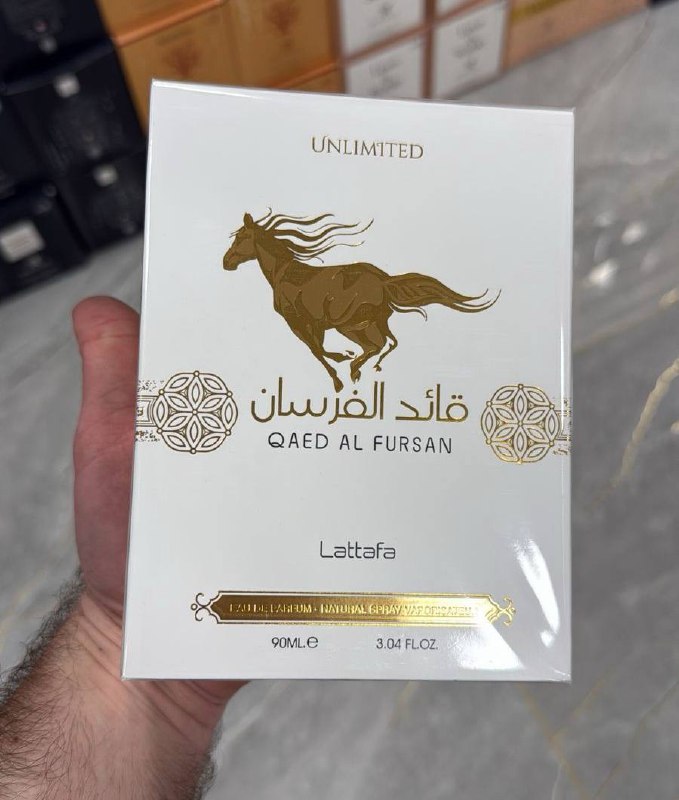 UNLIMITED
قائد الفرسان
QAED AL FURSAN
Lattafa
EAU DE PARFUM · NATURAL SPRAY VAPORISATEUR
90ML.e 3.04 FL.OZ.